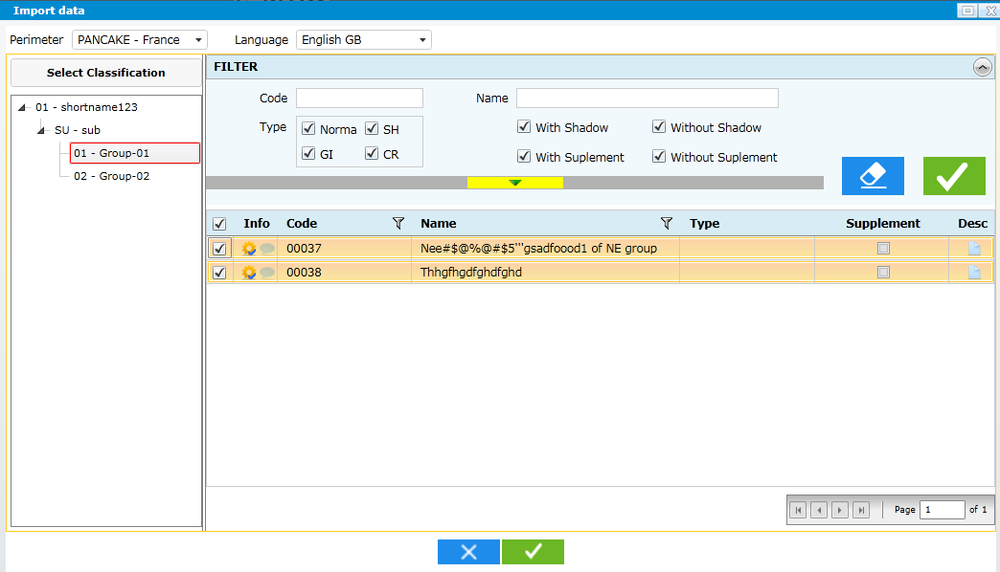 Import data
Perimeter PANCAKE - France Language English GB
Select Classification
01 - shortname123
SU - sub
01 - Group-01
02 - Group-02
FILTER
Code Name
Type Norma SH With Shadow Without Shadow
GI CR With Suplement Without Suplement
Info Code Name Type Supplement Desc
00037 Nee#$@%@#$5'''gsadfoood1 of NE group
00038 Thhgfhgdfghdfghd
Page 1 of 1